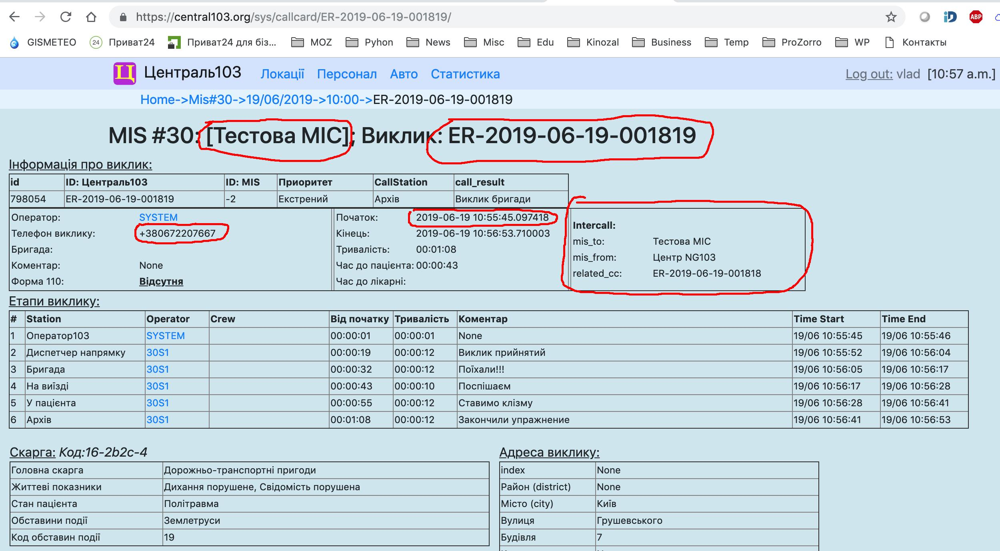 https://central103.org/sys/callcard/ER-2019-06-19-001819/
ABP
GISMETEO 24 Приват24 Приват24 для біз... MOZ Pyhon News Misc Edu Kinozal Business Temp ProZorro WP Контакты
Ц Централь103 Локації Персонал Авто Статистика Log out: vlad [10:57 a.m.]
Home->Mis#30->19/06/2019->10:00->ER-2019-06-19-001819
MIS #30: [Тестова МІС]; Виклик: ER-2019-06-19-001819
Інформація про виклик:
id ID: Централь103 ID: MIS Приоритет CallStation call_result
798054 ER-2019-06-19-001819 -2 Екстрений Архів Виклик бригади
Оператор: SYSTEM
Телефон виклику: +380672207667
Бригада:
Коментар: None
Форма 110: Відсутня
Початок: 2019-06-19 10:55:45.097418
Кінець: 2019-06-19 10:56:53.710003
Тривалість: 00:01:08
Час до пацієнта: 00:00:43
Час до лікарні:
Intercall:
mis_to: Тестова МІС
mis_from: Центр NG103
related_cc: ER-2019-06-19-001818
Етапи виклику:
# Station Operator Crew Від початку Тривалість Коментар Time Start Time End
1 Оператор103 SYSTEM 00:00:01 00:00:01 None 19/06 10:55:45 19/06 10:55:46
2 Диспетчер напрямку 30S1 00:00:19 00:00:12 Виклик прийнятий 19/06 10:55:52 19/06 10:56:04
3 Бригада 30S1 00:00:32 00:00:12 Поїхали!!! 19/06 10:56:05 19/06 10:56:17
4 На виїзді 30S1 00:00:43 00:00:10 Поспішаєм 19/06 10:56:17 19/06 10:56:28
5 У пацієнта 30S1 00:00:55 00:00:12 Ставимо клізму 19/06 10:56:28 19/06 10:56:41
6 Архів 30S1 00:01:08 00:00:12 Закончили упражнение 19/06 10:56:41 19/06 10:56:53
Скарга: Код:16-2b2c-4
Головна скарга Дорожньо-транспортні пригоди
Життеві показники Дихання порушене, Свідомість порушена
Стан пацієнта Політравма
Обставини події Землетруси
Код обставин події 19
Адреса виклику:
index None
Район (district) None
Місто (city) Київ
Вулиця Грушевського
Будівля 7